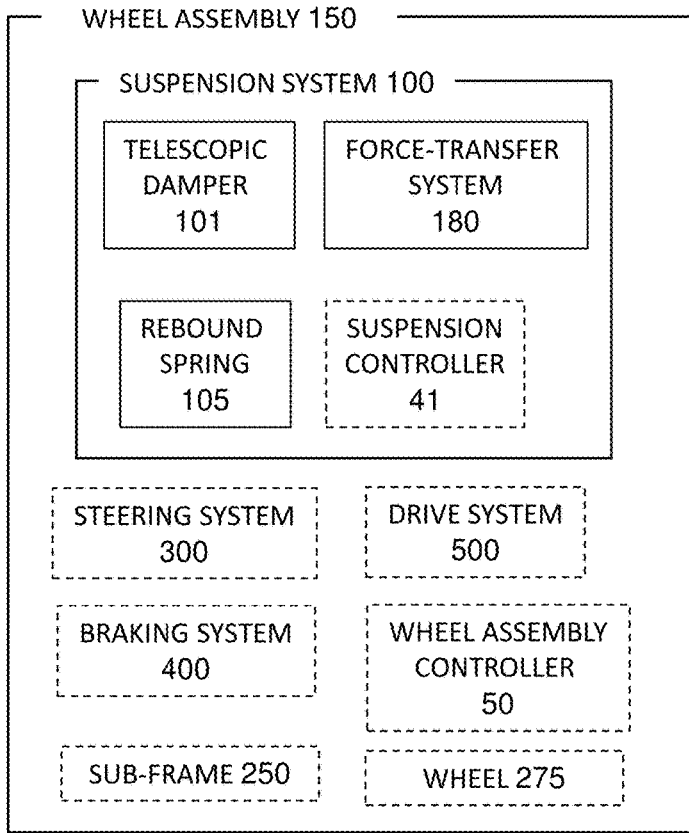 WHEEL ASSEMBLY 150
SUSPENSION SYSTEM 100
TELESCOPIC
DAMPER
101
FORCE-TRANSFER
SYSTEM
180
REBOUND
SPRING
105
SUSPENSION
CONTROLLER
41
STEERING SYSTEM
300
DRIVE SYSTEM
500
BRAKING SYSTEM
400
WHEEL ASSEMBLY
CONTROLLER
50
SUB-FRAME 250
WHEEL 275